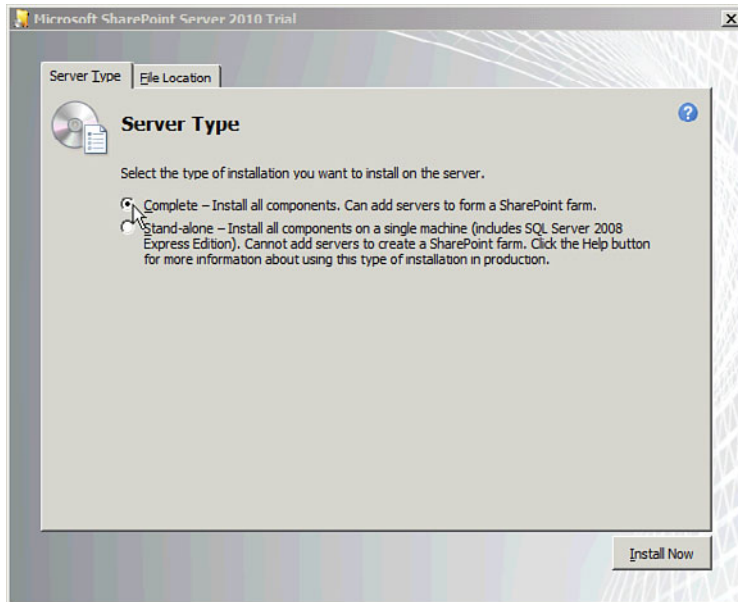 Microsoft SharePoint Server 2010 Trial
Server Type
File Location
Server Type
Select the type of installation you want to install on the server.
Complete – Install all components. Can add servers to form a SharePoint farm.
Stand-alone – Install all components on a single machine (includes SQL Server 2008
Express Edition). Cannot add servers to create a SharePoint farm. Click the Help button
for more information about using this type of installation in production.
Install Now